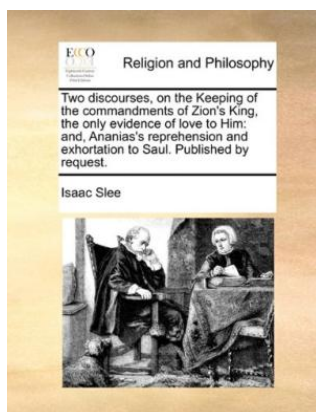 ECCO
Religion and Philosophy
Two discourses, on the Keeping of
the commandments of Zion's King,
the only evidence of love to Him:
and, Ananias's reprehension and
exhortation to Saul. Published by
request.
Isaac Slee